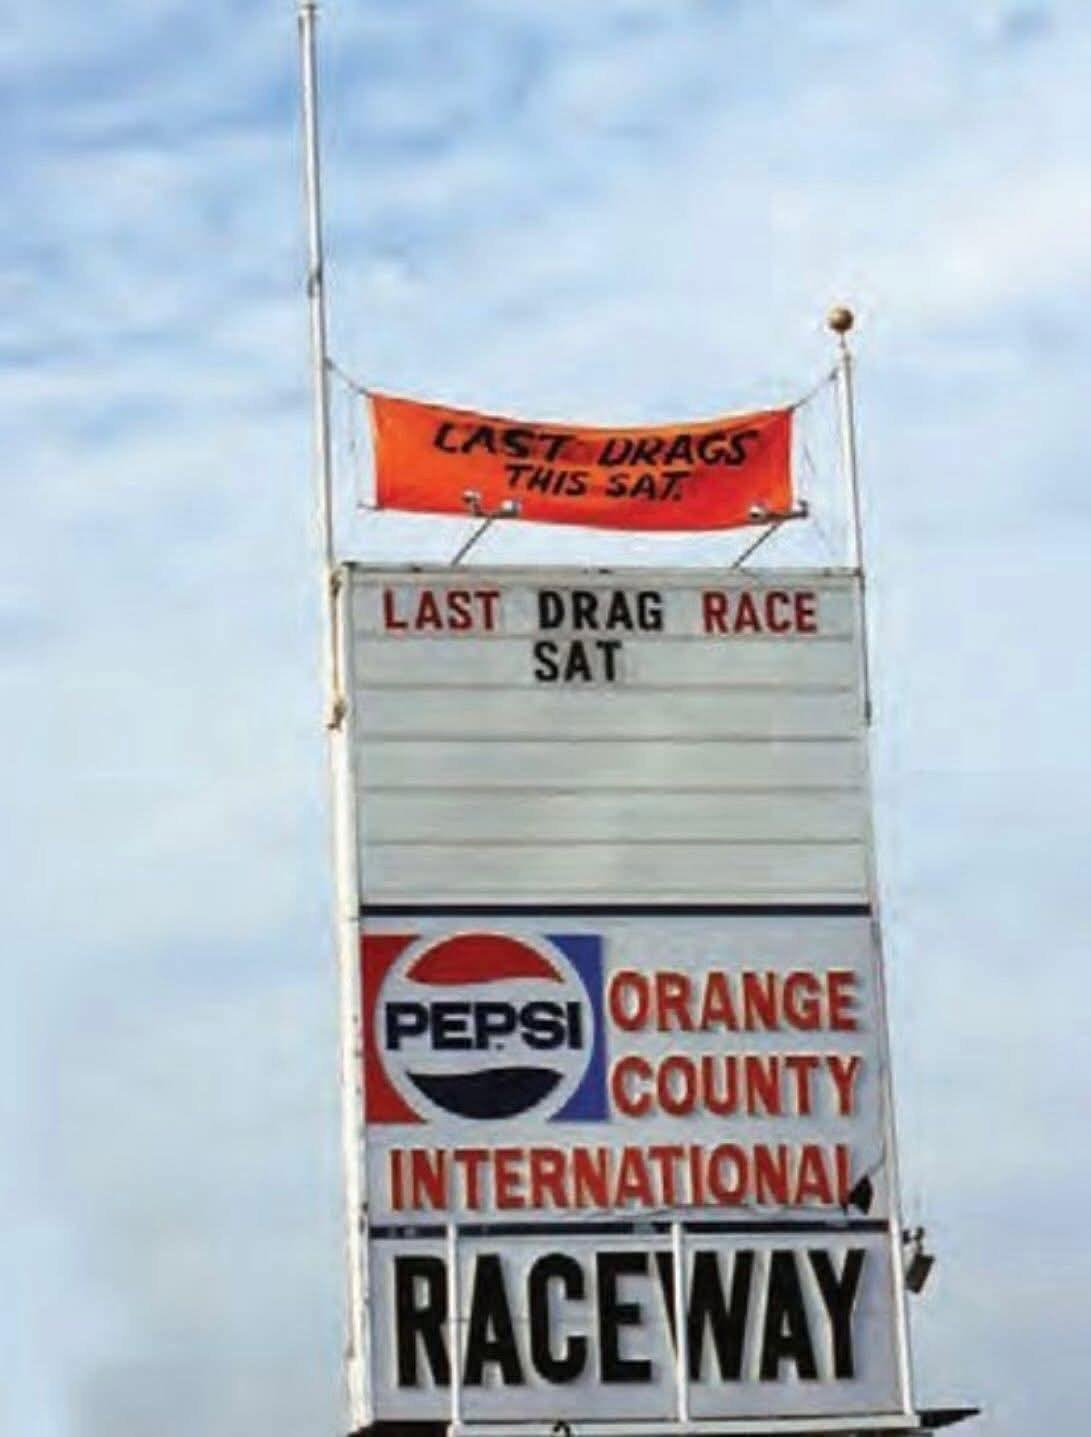 LAST DRAGS
THIS SAT.
LAST DRAG RACE
SAT
PEPSI
ORANGE
COUNTY
INTERNATIONAL
RACEWAY